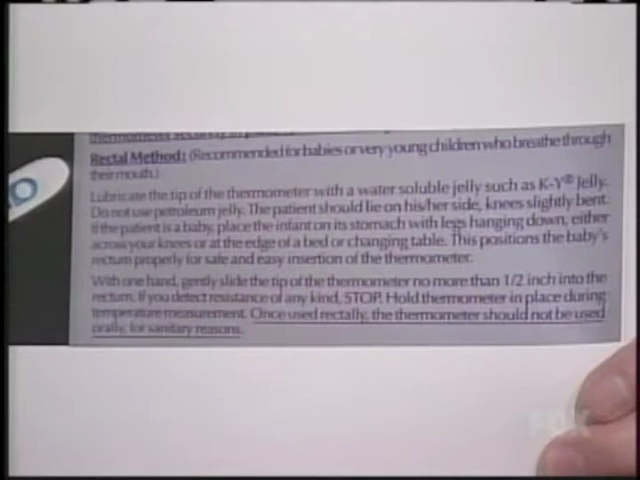 Rectal Method: (Recommended for babies or very young children who breathe through
their mouth.)
Lubricate the tip of the thermometer with a water soluble jelly such as K-Y® Jelly.
Do not use petroleum jelly. The patient should lie on his/her side, knees slightly bent.
If the patient is a baby, place the infant on its stomach with legs hanging down, either
across your knees or at the edge of a bed or changing table. This positions the baby's
rectum properly for safe and easy insertion of the thermometer.
With one hand, gently slide the tip of the thermometer no more than 1/2 inch into the
rectum. If you detect resistance of any kind, STOP. Hold thermometer in place during
temperature measurement. Once used rectally, the thermometer should not be used
orally, for sanitary reasons.
FOX